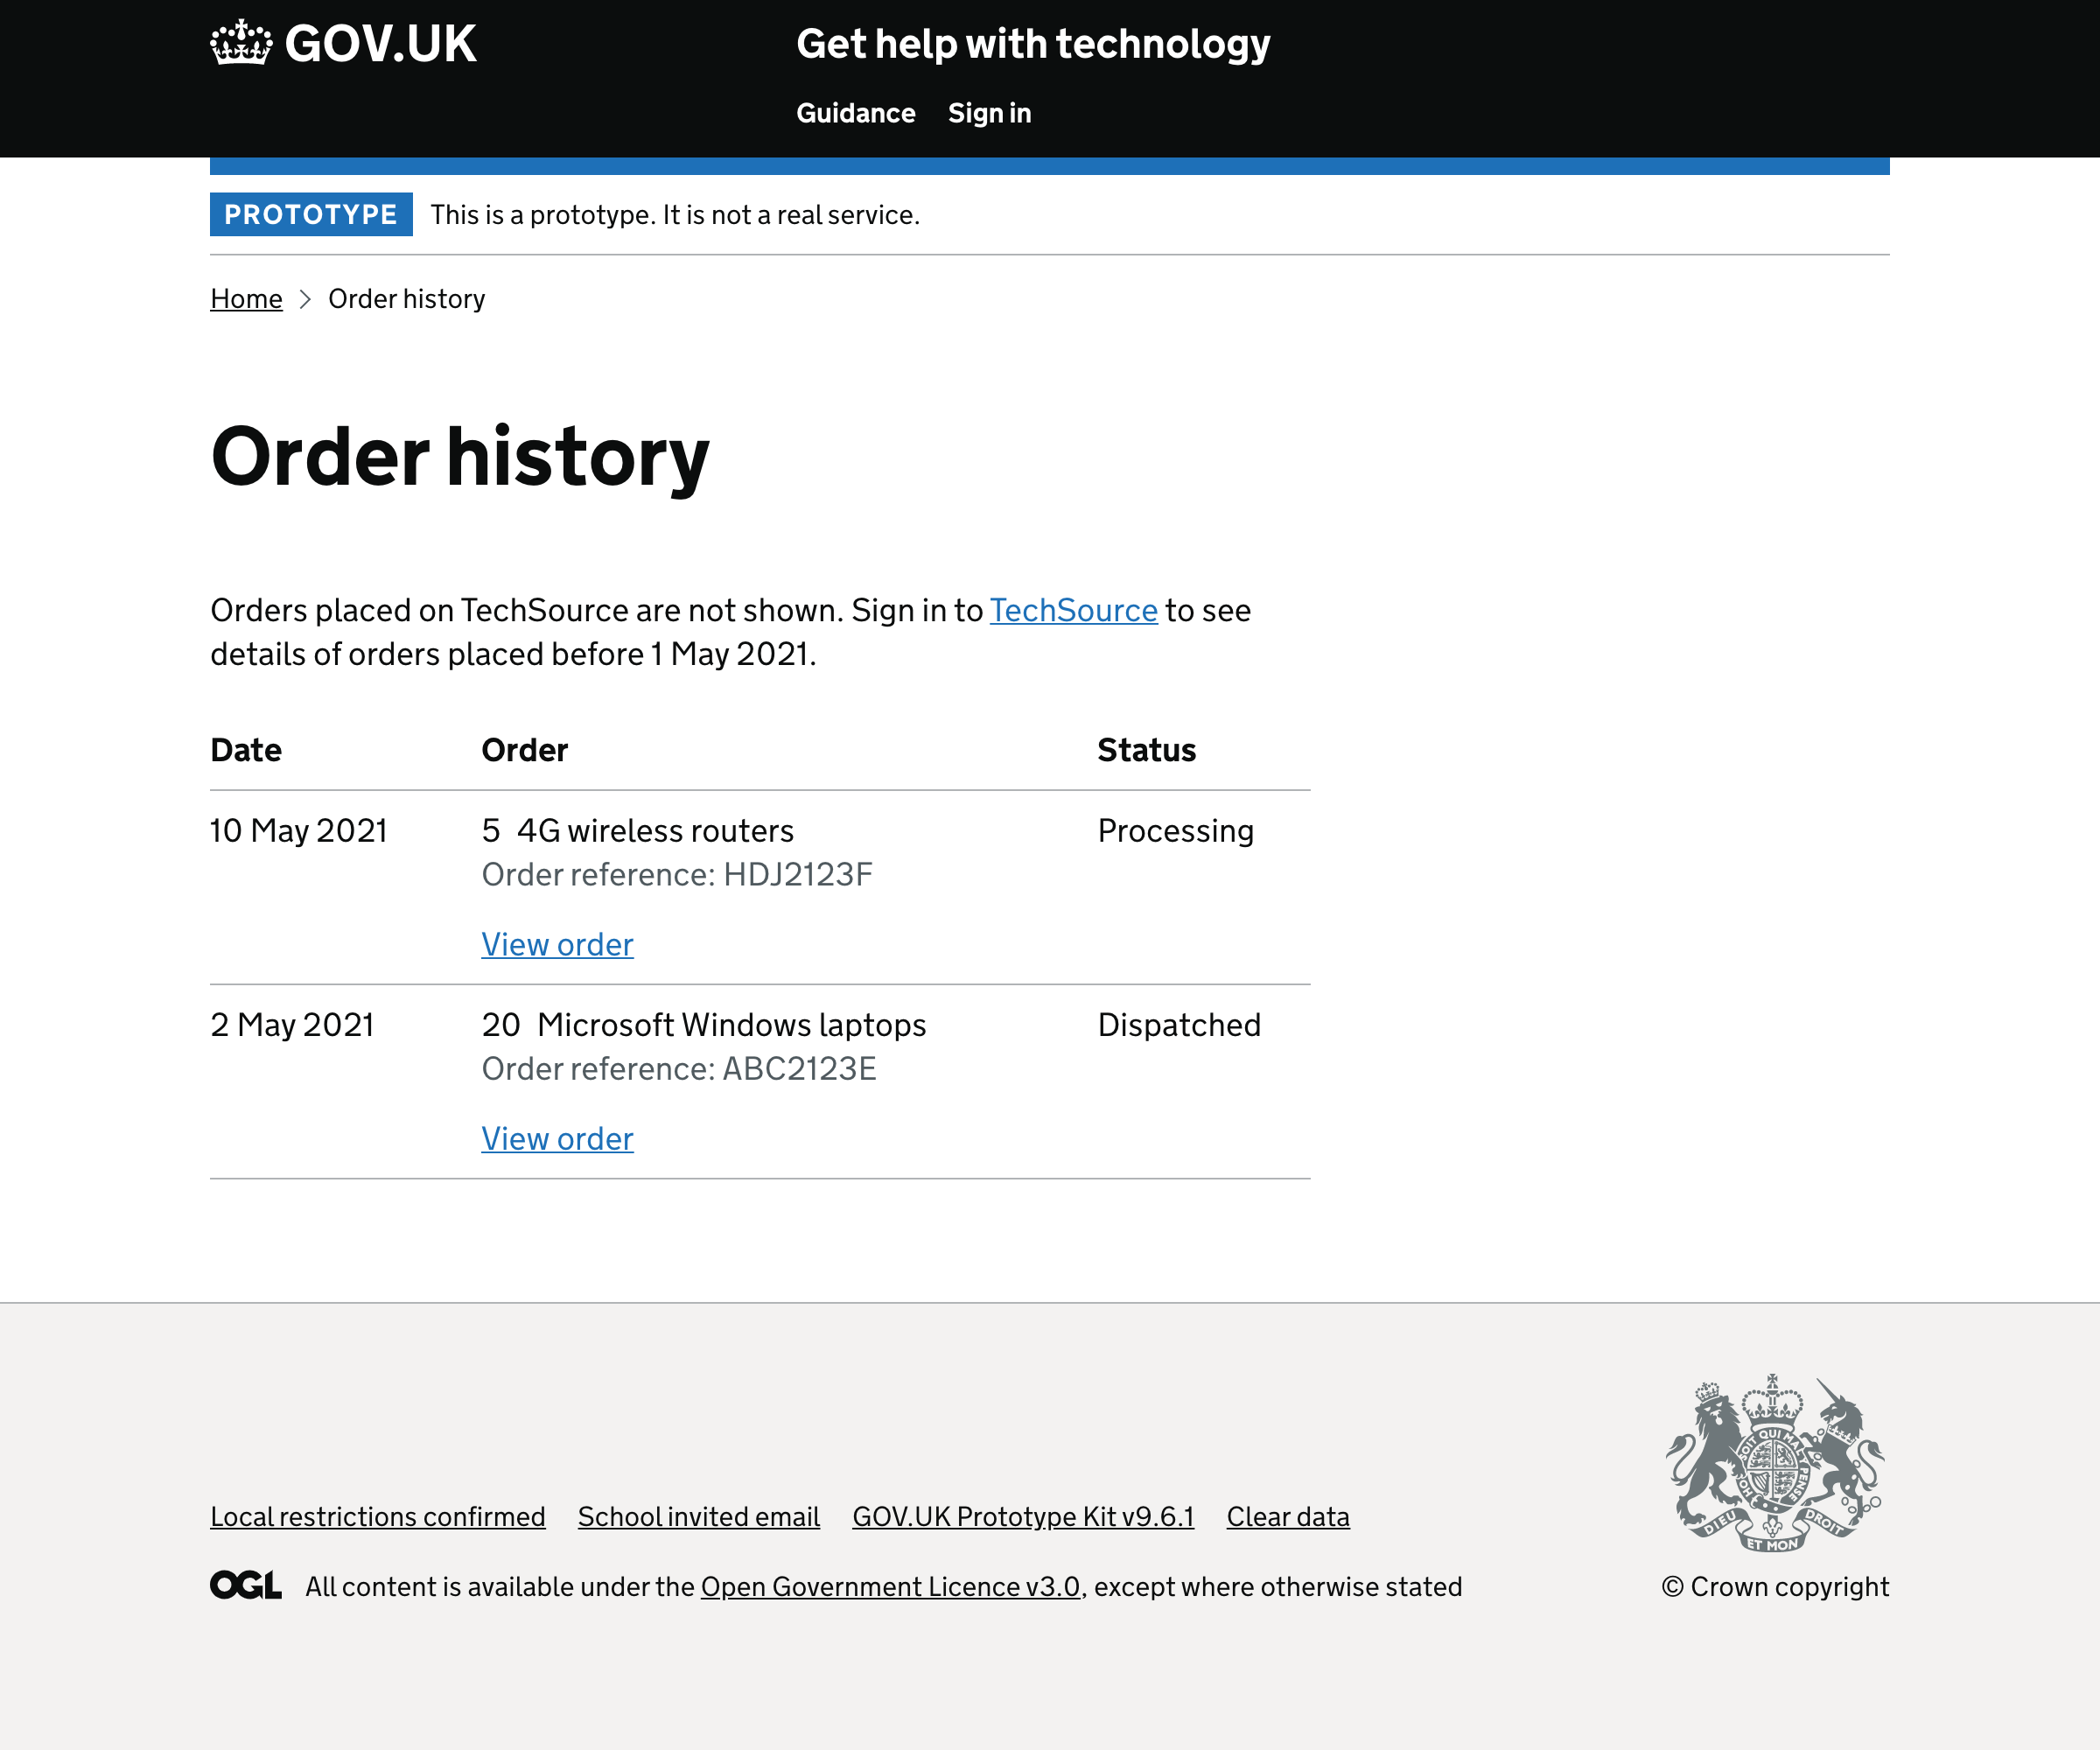 GOV.UK
Get help with technology
Guidance Sign in
PROTOTYPE This is a prototype. It is not a real service.
Home Order history
Order history
Orders placed on TechSource are not shown. Sign in to TechSource to see
details of orders placed before 1 May 2021.
Date Order Status
10 May 2021 5 4G wireless routers Processing
Order reference: HDJ2123F
View order
2 May 2021 20 Microsoft Windows laptops Dispatched
Order reference: ABC2123E
View order
Local restrictions confirmed School invited email GOV.UK Prototype Kit v9.6.1 Clear data
OGL All content is available under the Open Government Licence v3.0, except where otherwise stated
SOIT QUI MAL PENSE
DIEU ET MON DROIT
© Crown copyright